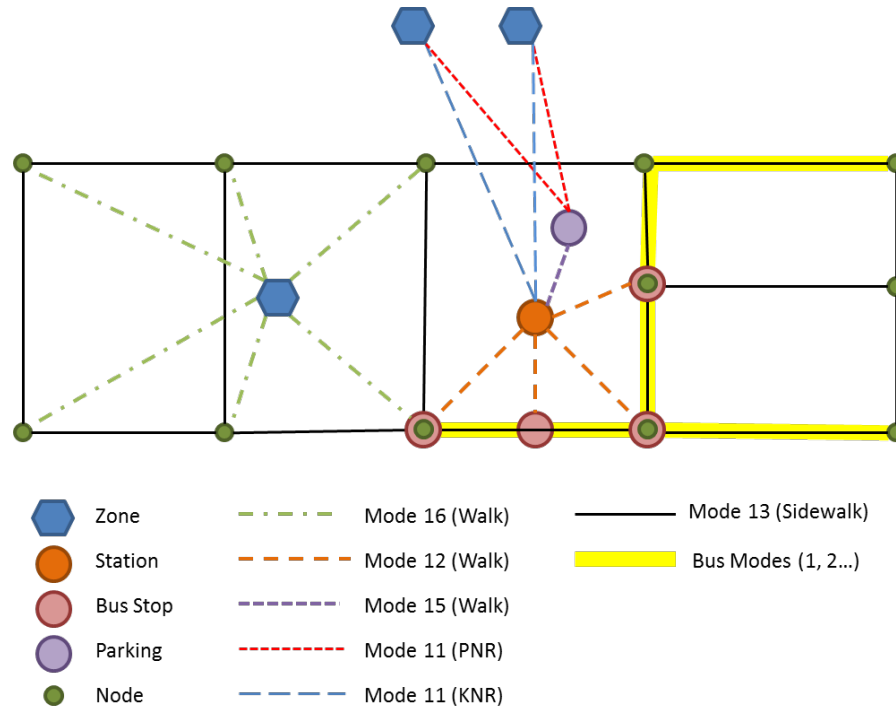 Zone
Mode 16 (Walk)
Mode 13 (Sidewalk)
Station
Mode 12 (Walk)
Bus Modes (1, 2…)
Bus Stop
Mode 15 (Walk)
Parking
Mode 11 (PNR)
Node
Mode 11 (KNR)